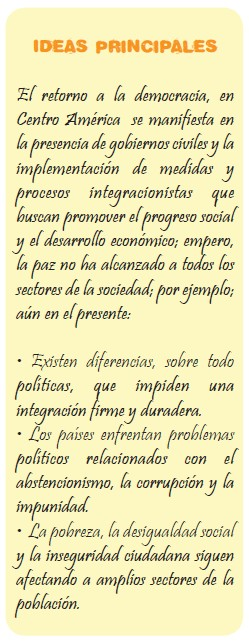 IDEAS PRINCIPALES
El retorno a la democracia, en
Centro América se manifiesta en
la presencia de gobiernos civiles y la
implementación de medidas y
procesos integracionistas que
buscan promover el progreso social
y el desarrollo económico; empero,
la paz no ha alcanzado a todos los
sectores de la sociedad; por ejemplo;
aún en el presente:
• Existen diferencias, sobre todo
políticas, que impiden una
integración firme y duradera.
• Los países enfrentan problemas
políticos relacionados con el
abstencionismo, la corrupción y la
impunidad.
• La pobreza, la desigualdad social
y la inseguridad ciudadana siguen
afectando a amplios sectores de la
población.